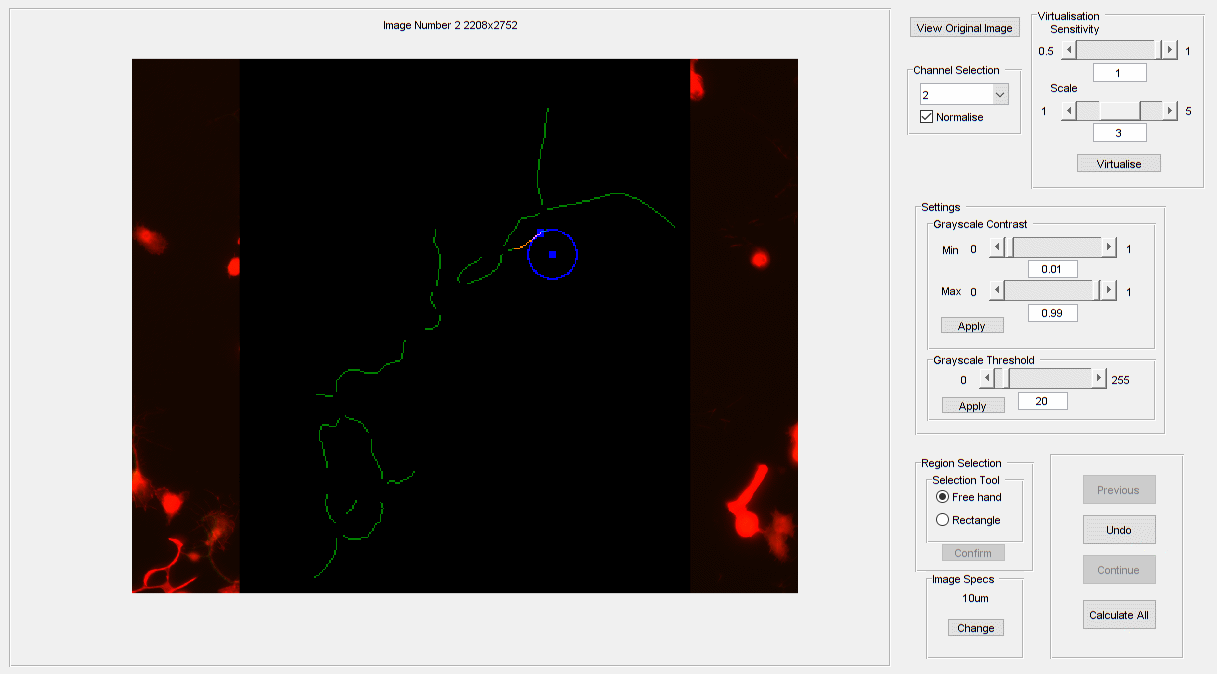 Image Number 2 2208x2752
View Original Image
Channel Selection
2
Normalise
Virtualisation
Sensitivity
0.5 1
1
Scale
1 5
3
Virtualise
Settings
Grayscale Contrast
Min 0 1
0.01
Max 0 1
0.99
Apply
Grayscale Threshold
0 255
Apply 20
Region Selection
Selection Tool
Free hand
Rectangle
Confirm
Image Specs
10um
Change
Previous
Undo
Continue
Calculate All